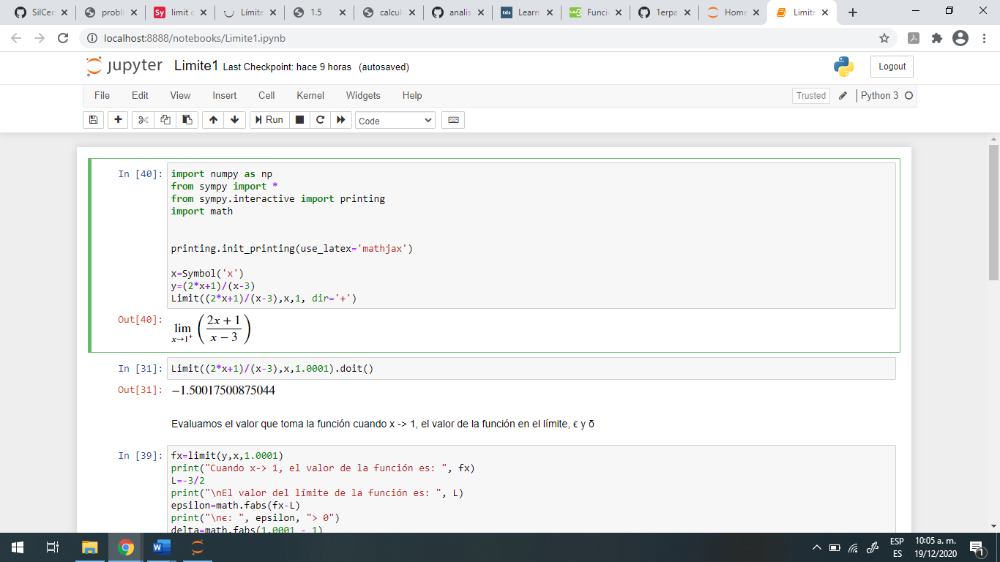 SilCer
probl
Sy limit c
Límite
1.5
calcul
analis
tds Learn
Funci
1erpa
Home
Limite
localhost:8888/notebooks/Limite1.ipynb
jupyter Limite1 Last Checkpoint: hace 9 horas (autosaved)
Logout
File Edit View Insert Cell Kernel Widgets Help
Trusted
Python 3
Run
Code
In [40]:
import numpy as np
from sympy import *
from sympy.interactive import printing
import math
printing.init_printing(use_latex='mathjax')
x=Symbol('x')
y=(2*x+1)/(x-3)
Limit((2*x+1)/(x-3),x,1, dir='+')
Out[40]:
lim x→1+ (2x + 1 / x − 3)
In [31]: Limit((2*x+1)/(x-3),x,1.0001).doit()
Out[31]: −1.50017500875044
Evaluamos el valor que toma la función cuando x -> 1, el valor de la función en el límite, ϵ y δ
In [39]: fx=limit(y,x,1.0001)
print("Cuando x-> 1, el valor de la función es: ", fx)
L=-3/2
print("\nEl valor del límite de la función es: ", L)
epsilon=math.fabs(fx-L)
print("\nϵ: ", epsilon, "> 0")
delta=math.fabs(1.0001 - 1)
ESP
ES
10:05 a. m.
19/12/2020
1